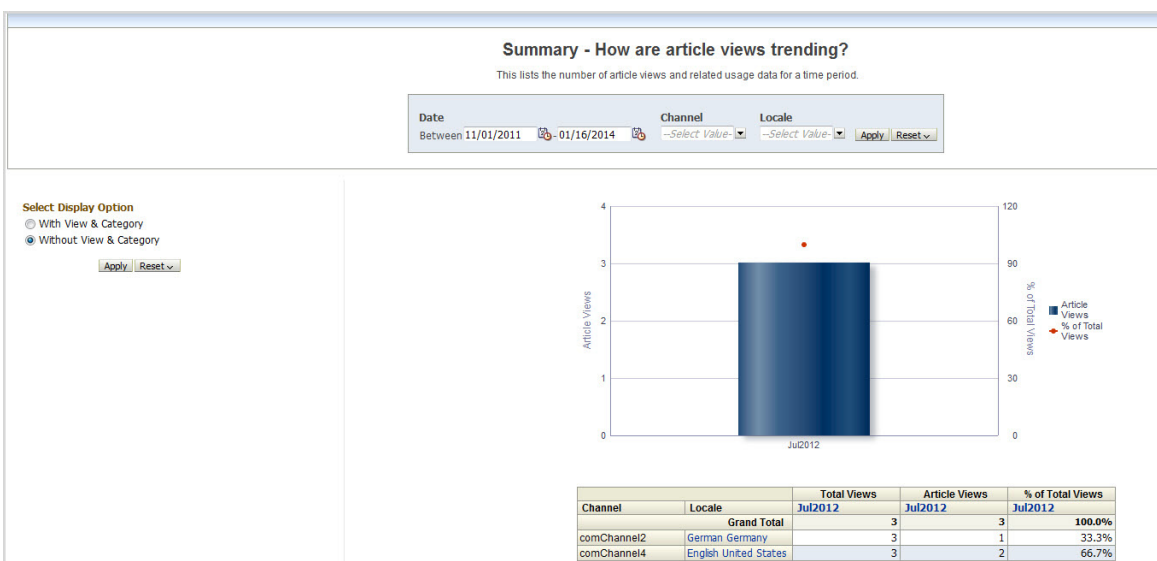 Summary - How are article views trending?
This lists the number of article views and related usage data for a time period.
Date Channel Locale
Between 11/01/2011 - 01/16/2014 --Select Value- --Select Value- Apply Reset
Select Display Option
With View & Category
Without View & Category
Apply Reset
4 120
3 90
2 60
1 30
0 0
Article Views
% of Total Views
Jul2012
Article
Views
% of Total
Views
Total Views Article Views % of Total Views
Channel Locale Jul2012 Jul2012 Jul2012
Grand Total 3 3 100.0%
comChannel2 German Germany 3 1 33.3%
comChannel4 English United States 3 2 66.7%